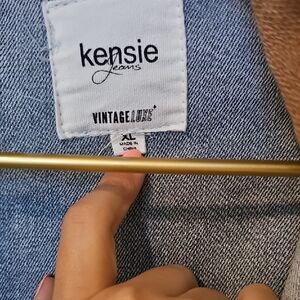 kensie
Jeans
VINTAGE LUXE+
XL
MADE IN
CHINA